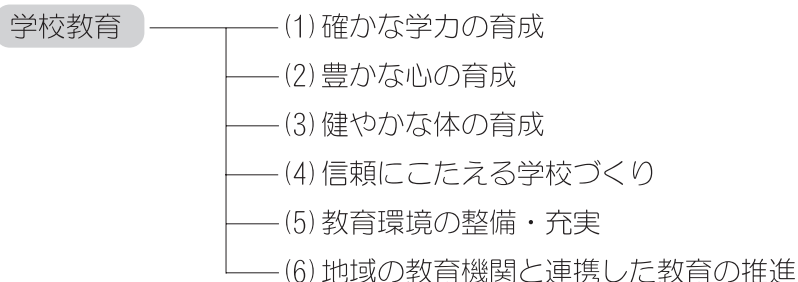 学校教育
(1) 確かな学力の育成
(2) 豊かな心の育成
(3) 健やかな体の育成
(4) 信頼にこたえる学校づくり
(5) 教育環境の整備・充実
(6) 地域の教育機関と連携した教育の推進